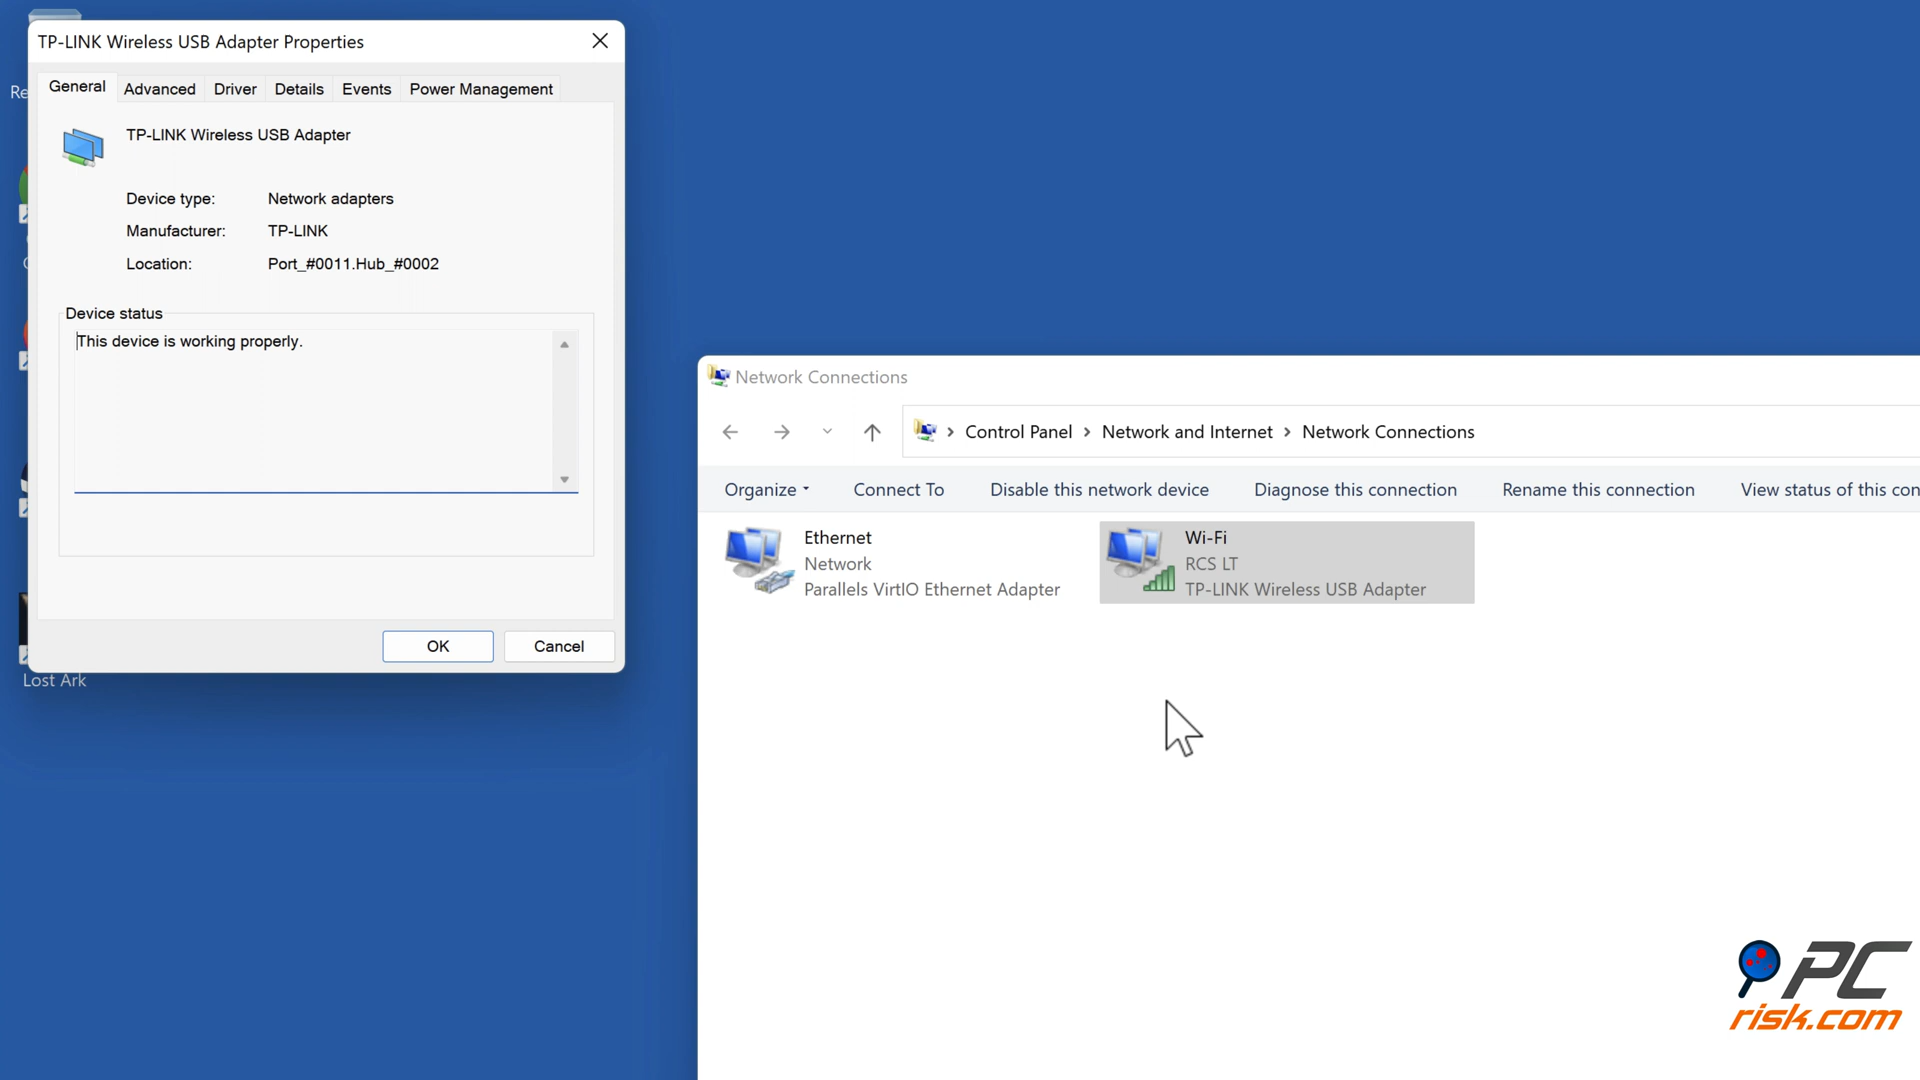 TP-LINK Wireless USB Adapter Properties
General Advanced Driver Details Events Power Management
TP-LINK Wireless USB Adapter
Device type: Network adapters
Manufacturer: TP-LINK
Location: Port_#0011.Hub_#0002
Device status
This device is working properly.
OK Cancel
Re
Lost Ark
Network Connections
Control Panel > Network and Internet > Network Connections
Organize Connect To Disable this network device Diagnose this connection Rename this connection View status of this con
Ethernet
Network
Parallels VirtIO Ethernet Adapter
Wi-Fi
RCS LT
TP-LINK Wireless USB Adapter
PC
risk.com